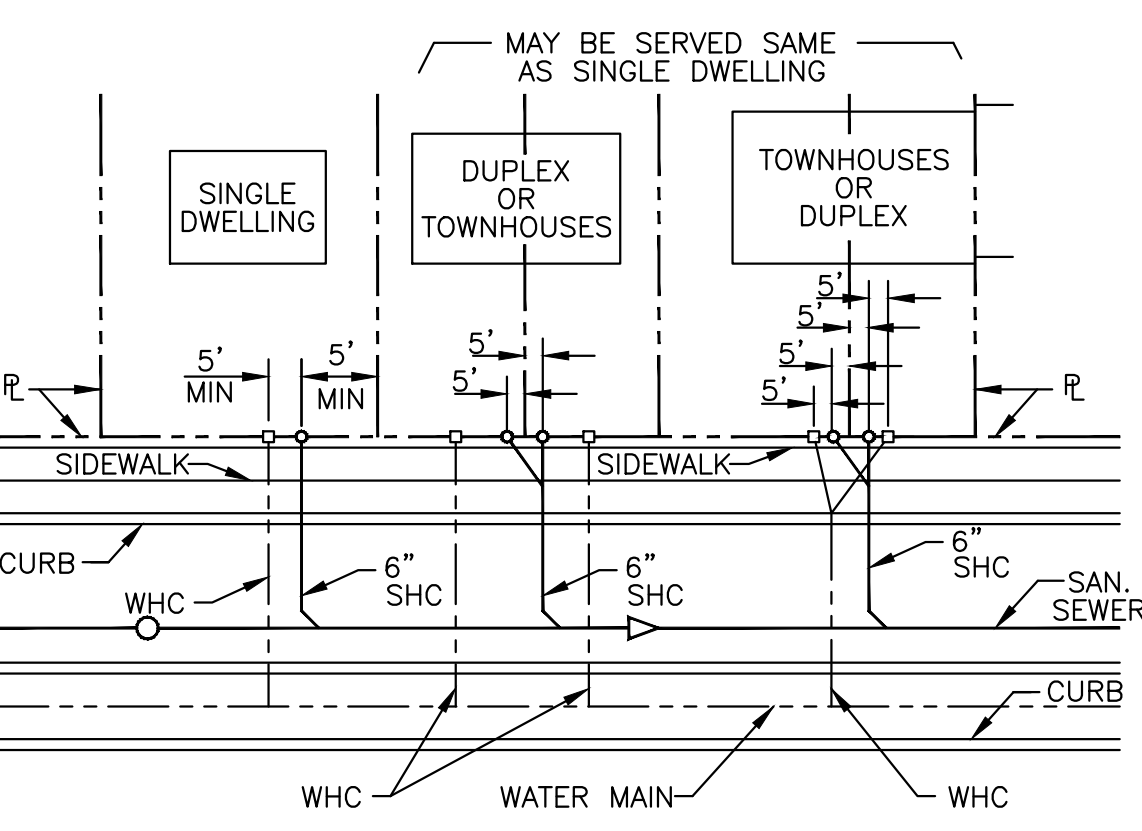 MAY BE SERVED SAME
AS SINGLE DWELLING
SINGLE
DWELLING
DUPLEX
OR
TOWNHOUSES
TOWNHOUSES
OR
DUPLEX
5'
5'
5'
5'
5'
5'
5'
MIN
5'
MIN
PL
PL
SIDEWALK
SIDEWALK
CURB
WHC
6”
SHC
6”
SHC
6”
SHC
SAN.
SEWER
CURB
WHC
WATER MAIN
WHC